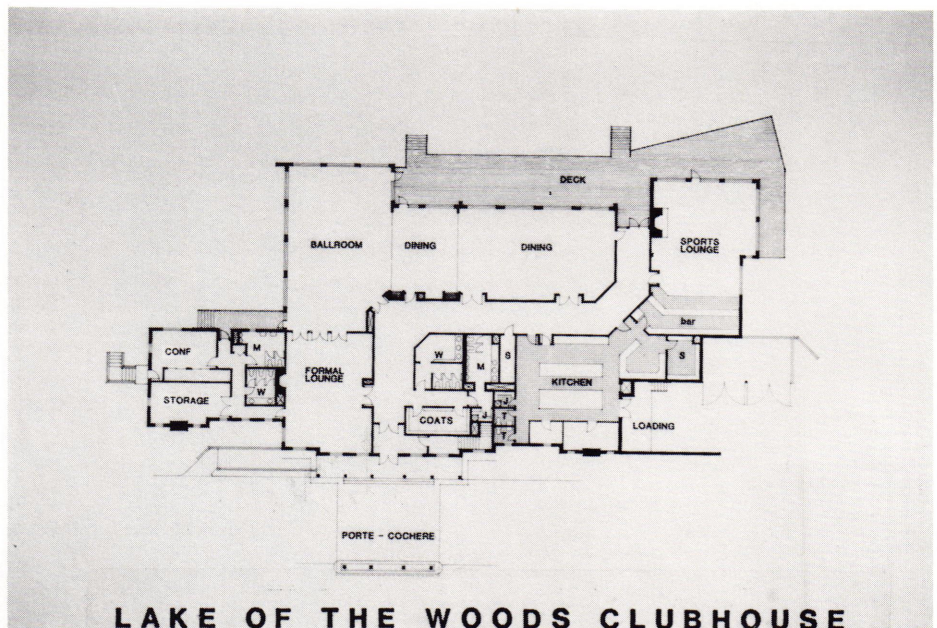 DECK
BALLROOM
DINING
DINING
SPORTS
LOUNGE
bar
CONF
M
W
M
S
S
W
FORMAL
LOUNGE
KITCHEN
STORAGE
COATS
J
J
T
T
LOADING
PORTE - COCHERE
LAKE OF THE WOODS CLUBHOUSE